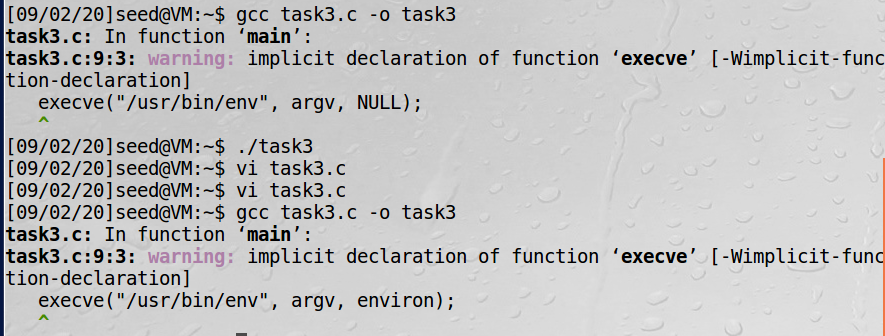 [09/02/20]seed@VM:~$ gcc task3.c -o task3
task3.c: In function ‘main’:
task3.c:9:3: warning: implicit declaration of function ‘execve’ [-Wimplicit-func
tion-declaration]
   execve("/usr/bin/env", argv, NULL);
   ^
[09/02/20]seed@VM:~$ ./task3
[09/02/20]seed@VM:~$ vi task3.c
[09/02/20]seed@VM:~$ vi task3.c
[09/02/20]seed@VM:~$ gcc task3.c -o task3
task3.c: In function ‘main’:
task3.c:9:3: warning: implicit declaration of function ‘execve’ [-Wimplicit-func
tion-declaration]
   execve("/usr/bin/env", argv, environ);
   ^